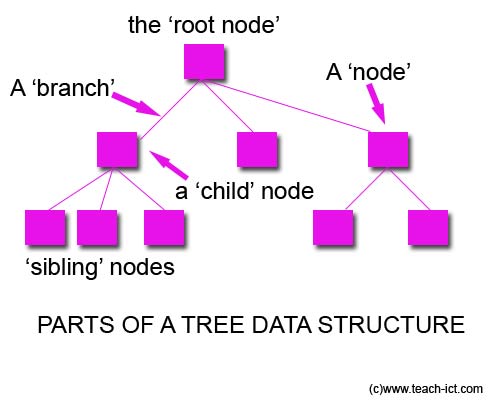 the ‘root node’
A ‘branch’
A ‘node’
a ‘child’ node
‘sibling’ nodes
PARTS OF A TREE DATA STRUCTURE
(c)www.teach-ict.com